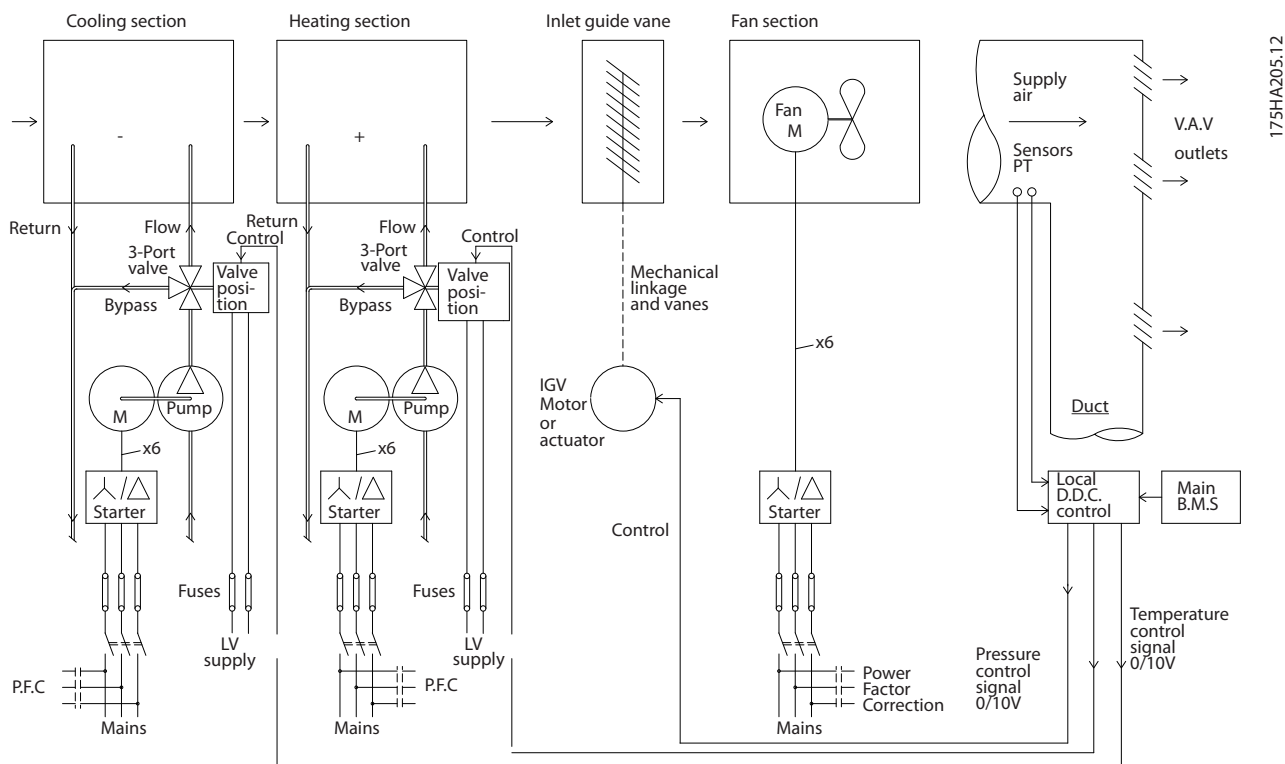 Cooling section
Heating section
Inlet guide vane
Fan section
175HA205.12
-
+
Fan
M
Supply
air
V.A.V
outlets
Sensors
PT
Return
Flow
3-Port
valve
Control
Valve
posi-
tion
Bypass
Return
Flow
3-Port
valve
Control
Valve
posi-
tion
Bypass
Mechanical
linkage
and vanes
x6
M
Pump
x6
M
Pump
x6
IGV
Motor
or
actuator
Duct
Starter
Starter
Starter
Local
D.D.C.
control
Main
B.M.S
Control
Fuses
Fuses
LV
supply
LV
supply
Temperature
control
signal
0/10V
Pressure
control
signal
0/10V
P.F.C
P.F.C
Power
Factor
Correction
Mains
Mains
Mains